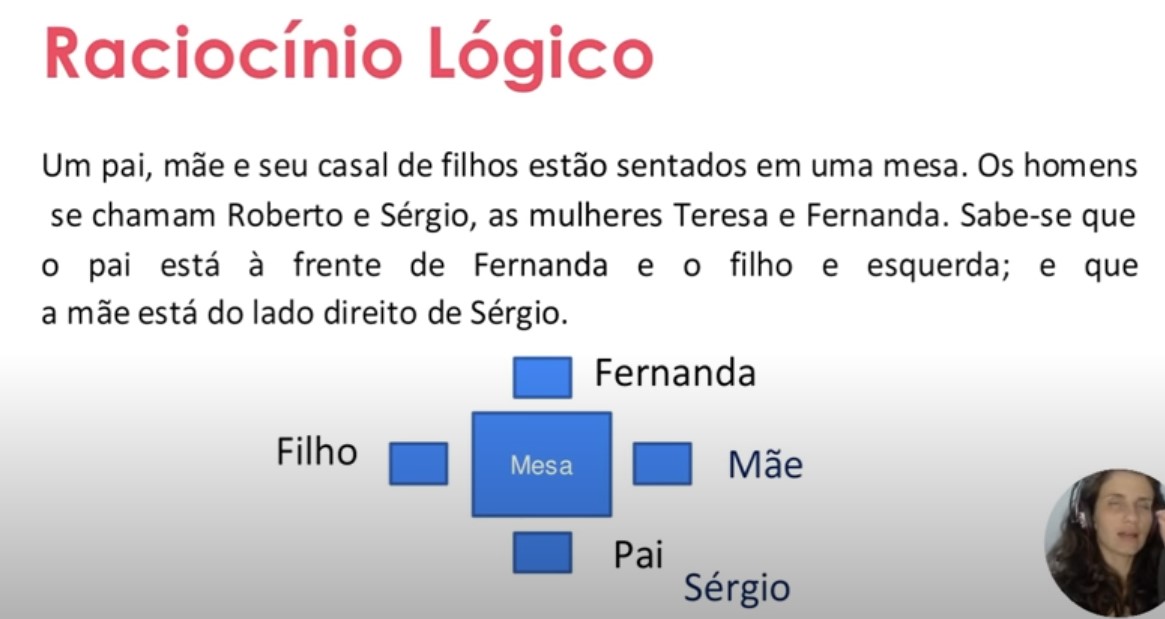 Raciocínio Lógico
Um pai, mãe e seu casal de filhos estão sentados em uma mesa. Os homens
se chamam Roberto e Sérgio, as mulheres Teresa e Fernanda. Sabe-se que
o pai está à frente de Fernanda e o filho e esquerda; e que
a mãe está do lado direito de Sérgio.
Fernanda
Filho
Mesa
Mãe
Pai
Sérgio